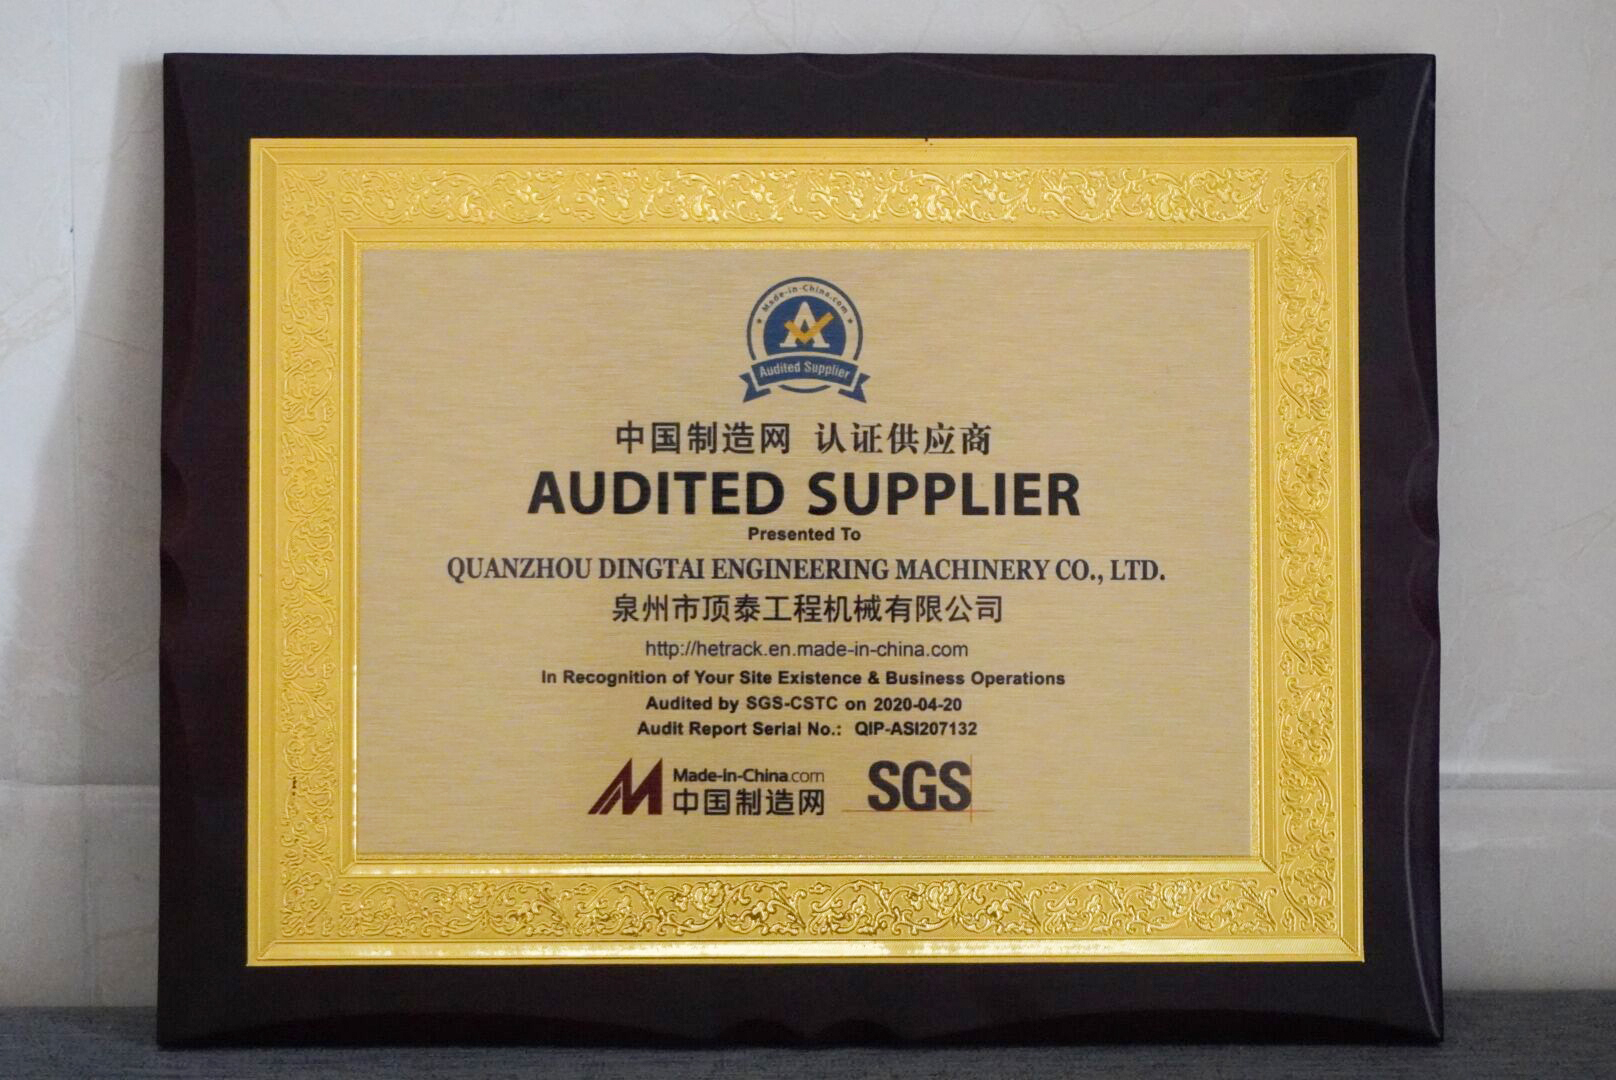 Made-in-China.com
A
Audited Supplier
中国制造网 认证供应商
AUDITED SUPPLIER
Presented To
QUANZHOU DINGTAI ENGINEERING MACHINERY CO., LTD.
泉州市顶泰工程机械有限公司
http://hetrack.en.made-in-china.com
In Recognition of Your Site Existence & Business Operations
Audited by SGS-CSTC on 2020-04-20
Audit Report Serial No.: QIP-ASI207132
Made-in-China.com
中国制造网
SGS